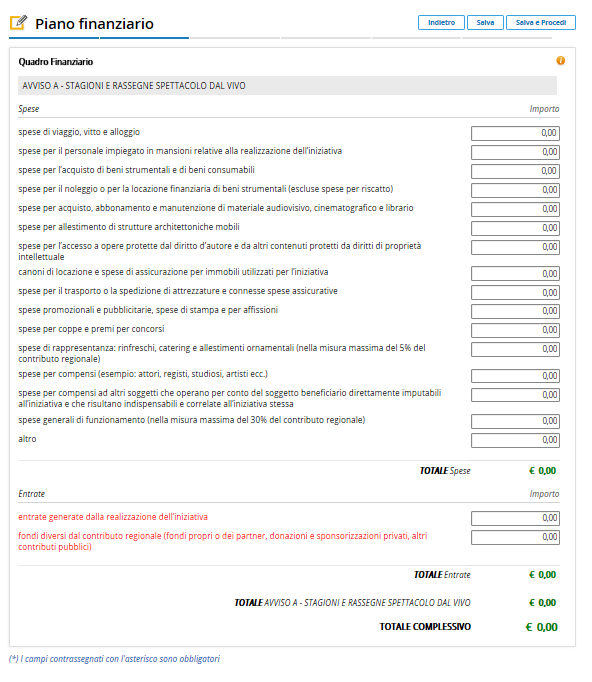 Piano finanziario
Indietro
Salva
Salva e Procedi
Quadro Finanziario
AVVISO A - STAGIONI E RASSEGNE SPETTACOLO DAL VIVO
Spese Importo
spese di viaggio, vitto e alloggio 0,00
spese per il personale impiegato in mansioni relative alla realizzazione dell'iniziativa 0,00
spese per l'acquisto di beni strumentali e di beni consumabili 0,00
spese per il noleggio o per la locazione finanziaria di beni strumentali (escluse spese per riscatto) 0,00
spese per acquisto, abbonamento e manutenzione di materiale audiovisivo, cinematografico e librario 0,00
spese per allestimento di strutture architettoniche mobili 0,00
spese per l'accesso a opere protette dal diritto d'autore e da altri contenuti protetti da diritti di proprietà 0,00
intellettuale
canoni di locazione e spese di assicurazione per immobili utilizzati per l'iniziativa 0,00
spese per il trasporto o la spedizione di attrezzature e connesse spese assicurative 0,00
spese promozionali e pubblicitarie, spese di stampa e per affissioni 0,00
spese per coppe e premi per concorsi 0,00
spese di rappresentanza: rinfreschi, catering e allestimenti ornamentali (nella misura massima del 5% del 0,00
contributo regionale)
spese per compensi (esempio: attori, registi, studiosi, artisti ecc.) 0,00
spese per compensi ad altri soggetti che operano per conto del soggetto beneficiario direttamente imputabili 0,00
all'iniziativa e che risultano indispensabili e correlate all'iniziativa stessa
spese generali di funzionamento (nella misura massima del 30% del contributo regionale) 0,00
altro 0,00
TOTALE Spese € 0,00
Entrate Importo
entrate generate dalla realizzazione dell'iniziativa 0,00
fondi diversi dal contributo regionale (fondi propri o dei partner, donazioni e sponsorizzazioni privati, altri 0,00
contributi pubblici)
TOTALE Entrate € 0,00
TOTALE AVVISO A - STAGIONI E RASSEGNE SPETTACOLO DAL VIVO € 0,00
TOTALE COMPLESSIVO € 0,00
(*) I campi contrassegnati con l'asterisco sono obbligatori